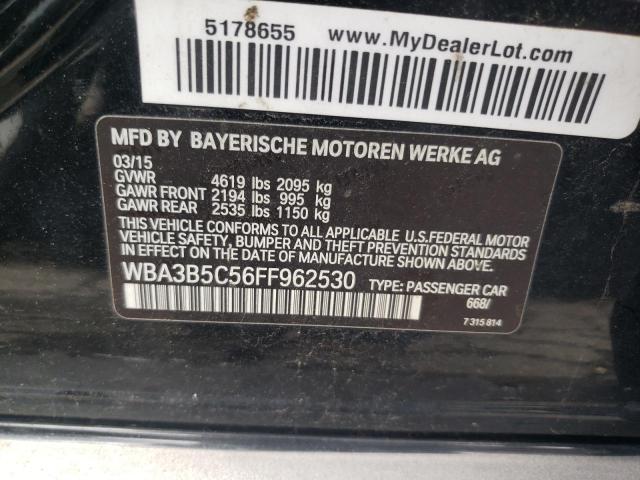 5178655 www.MyDealerLot.com
MFD BY BAYERISCHE MOTOREN WERKE AG
03/15
GVWR 4619 lbs 2095 kg
GAWR FRONT 2194 lbs 995 kg
GAWR REAR 2535 lbs 1150 kg
THIS VEHICLE CONFORMS TO ALL APPLICABLE U.S.FEDERAL MOTOR
VEHICLE SAFETY, BUMPER AND THEFT PREVENTION STANDARDS
IN EFFECT ON THE DATE OF MANUFACTURE SHOWN ABOVE.
WBA3B5C56FF962530 TYPE: PASSENGER CAR
668/
7 315 814